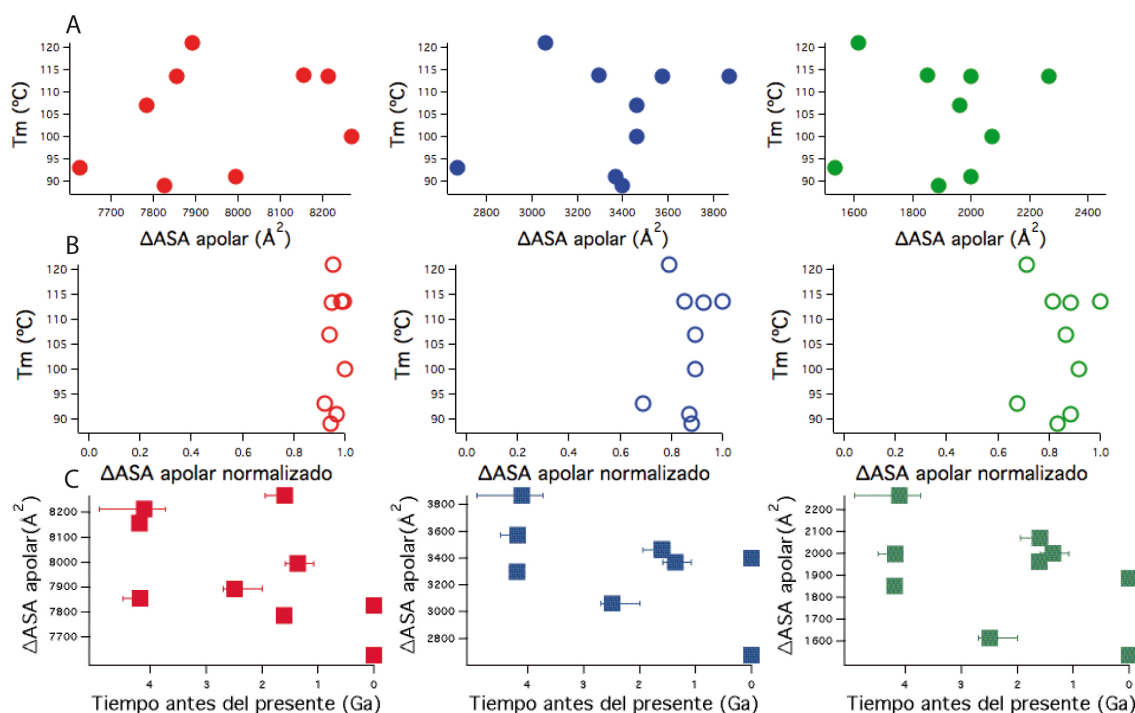 A
Tm (ºC)
120
115
110
105
100
95
90
7700 7800 7900 8000 8100 8200
ΔASA apolar (Å²)
Tm (ºC)
120
115
110
105
100
95
90
2800 3000 3200 3400 3600 3800
ΔASA apolar (Å²)
Tm (ºC)
120
115
110
105
100
95
90
1600 1800 2000 2200 2400
ΔASA apolar (Å²)
B
Tm (ºC)
120
115
110
105
100
95
90
0.0 0.2 0.4 0.6 0.8 1.0
ΔASA apolar normalizado
Tm (ºC)
120
115
110
105
100
95
90
0.0 0.2 0.4 0.6 0.8 1.0
ΔASA apolar normalizado
Tm (ºC)
120
115
110
105
100
95
90
0.0 0.2 0.4 0.6 0.8 1.0
ΔASA apolar normalizado
C
ΔASA apolar(Å²)
8200
8100
8000
7900
7800
7700
4 3 2 1 0
Tiempo antes del presente (Ga)
ΔASA apolar(Å²)
3800
3600
3400
3200
3000
2800
4 3 2 1 0
Tiempo antes del presente (Ga)
ΔASA apolar(Å²)
2200
2100
2000
1900
1800
1700
1600
4 3 2 1 0
Tiempo antes del presente (Ga)